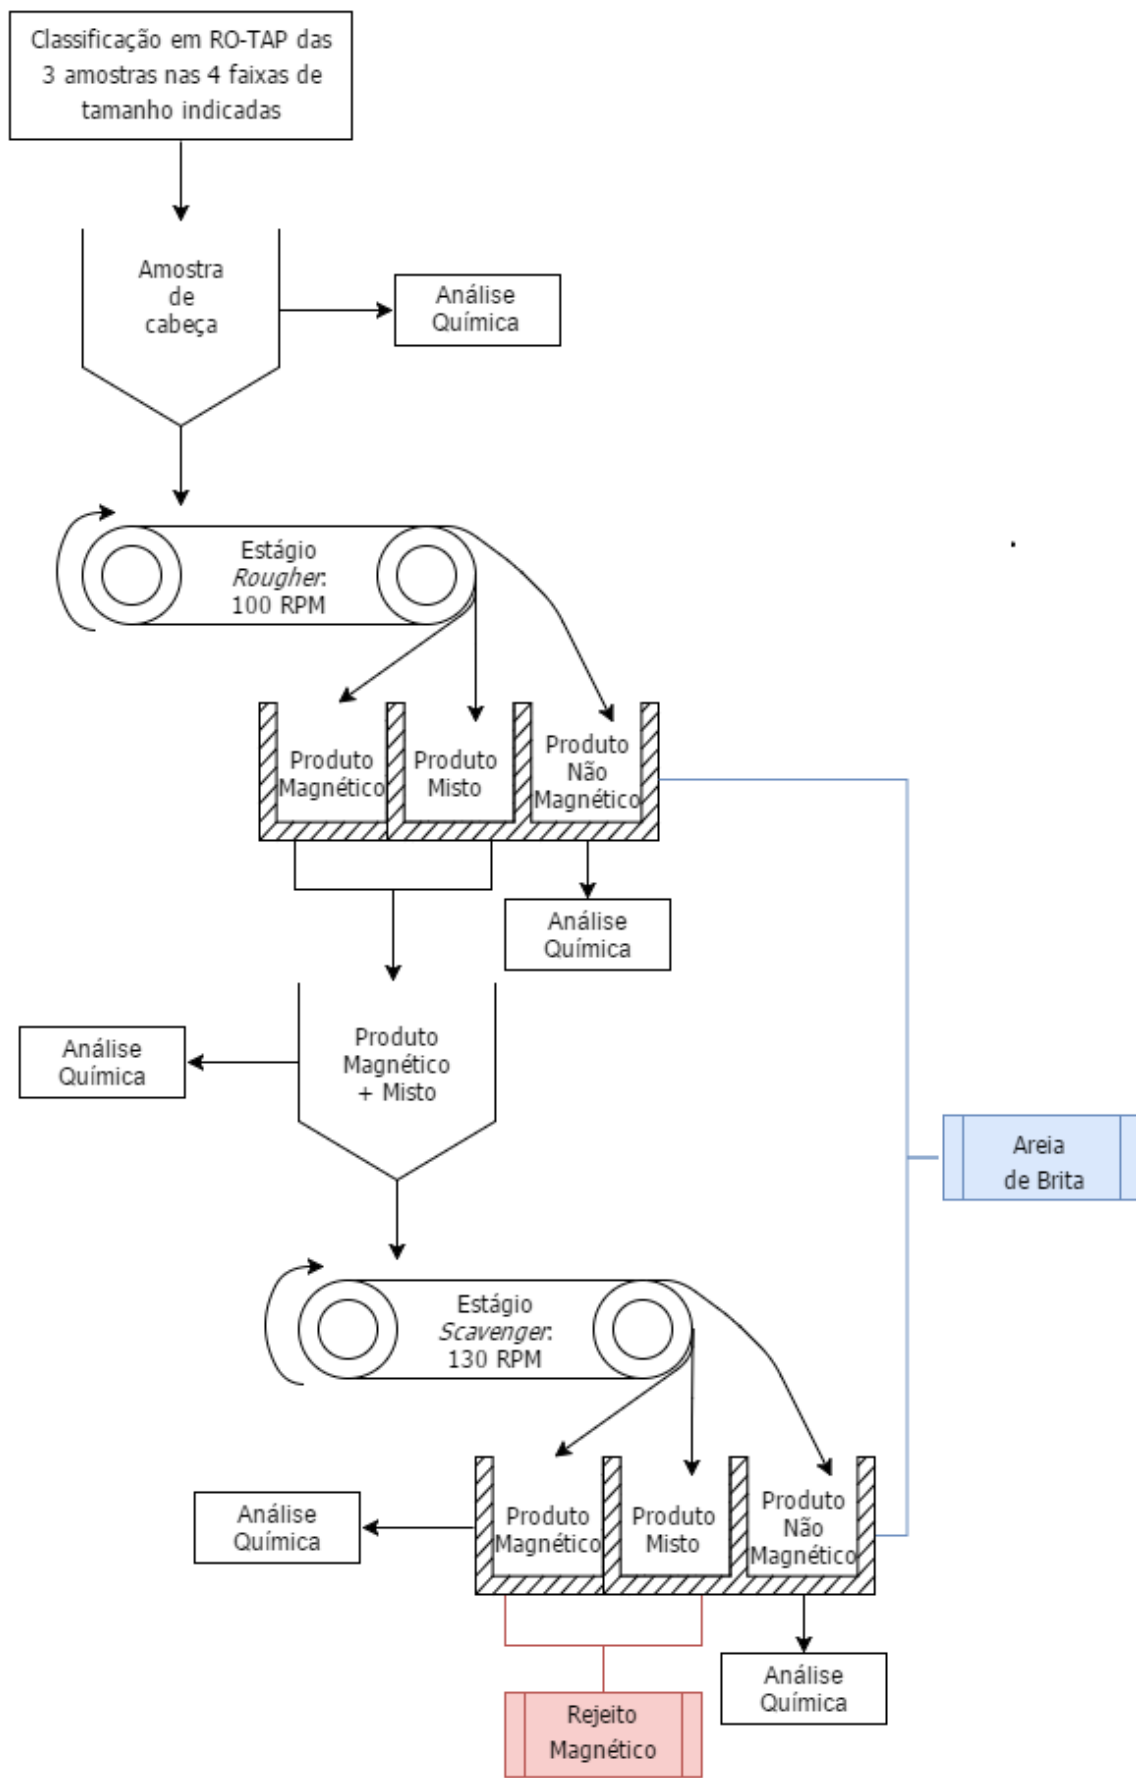 Classificação em RO-TAP das
3 amostras nas 4 faixas de
tamanho indicadas
Amostra
de
cabeça
Análise
Química
Estágio
Rougher:
100 RPM
Produto
Magnético
Produto
Misto
Produto
Não
Magnético
Análise
Química
Produto
Magnético
+ Misto
Análise
Química
Areia
de Brita
Estágio
Scavenger:
130 RPM
Produto
Magnético
Produto
Misto
Produto
Não
Magnético
Análise
Química
Análise
Química
Rejeito
Magnético